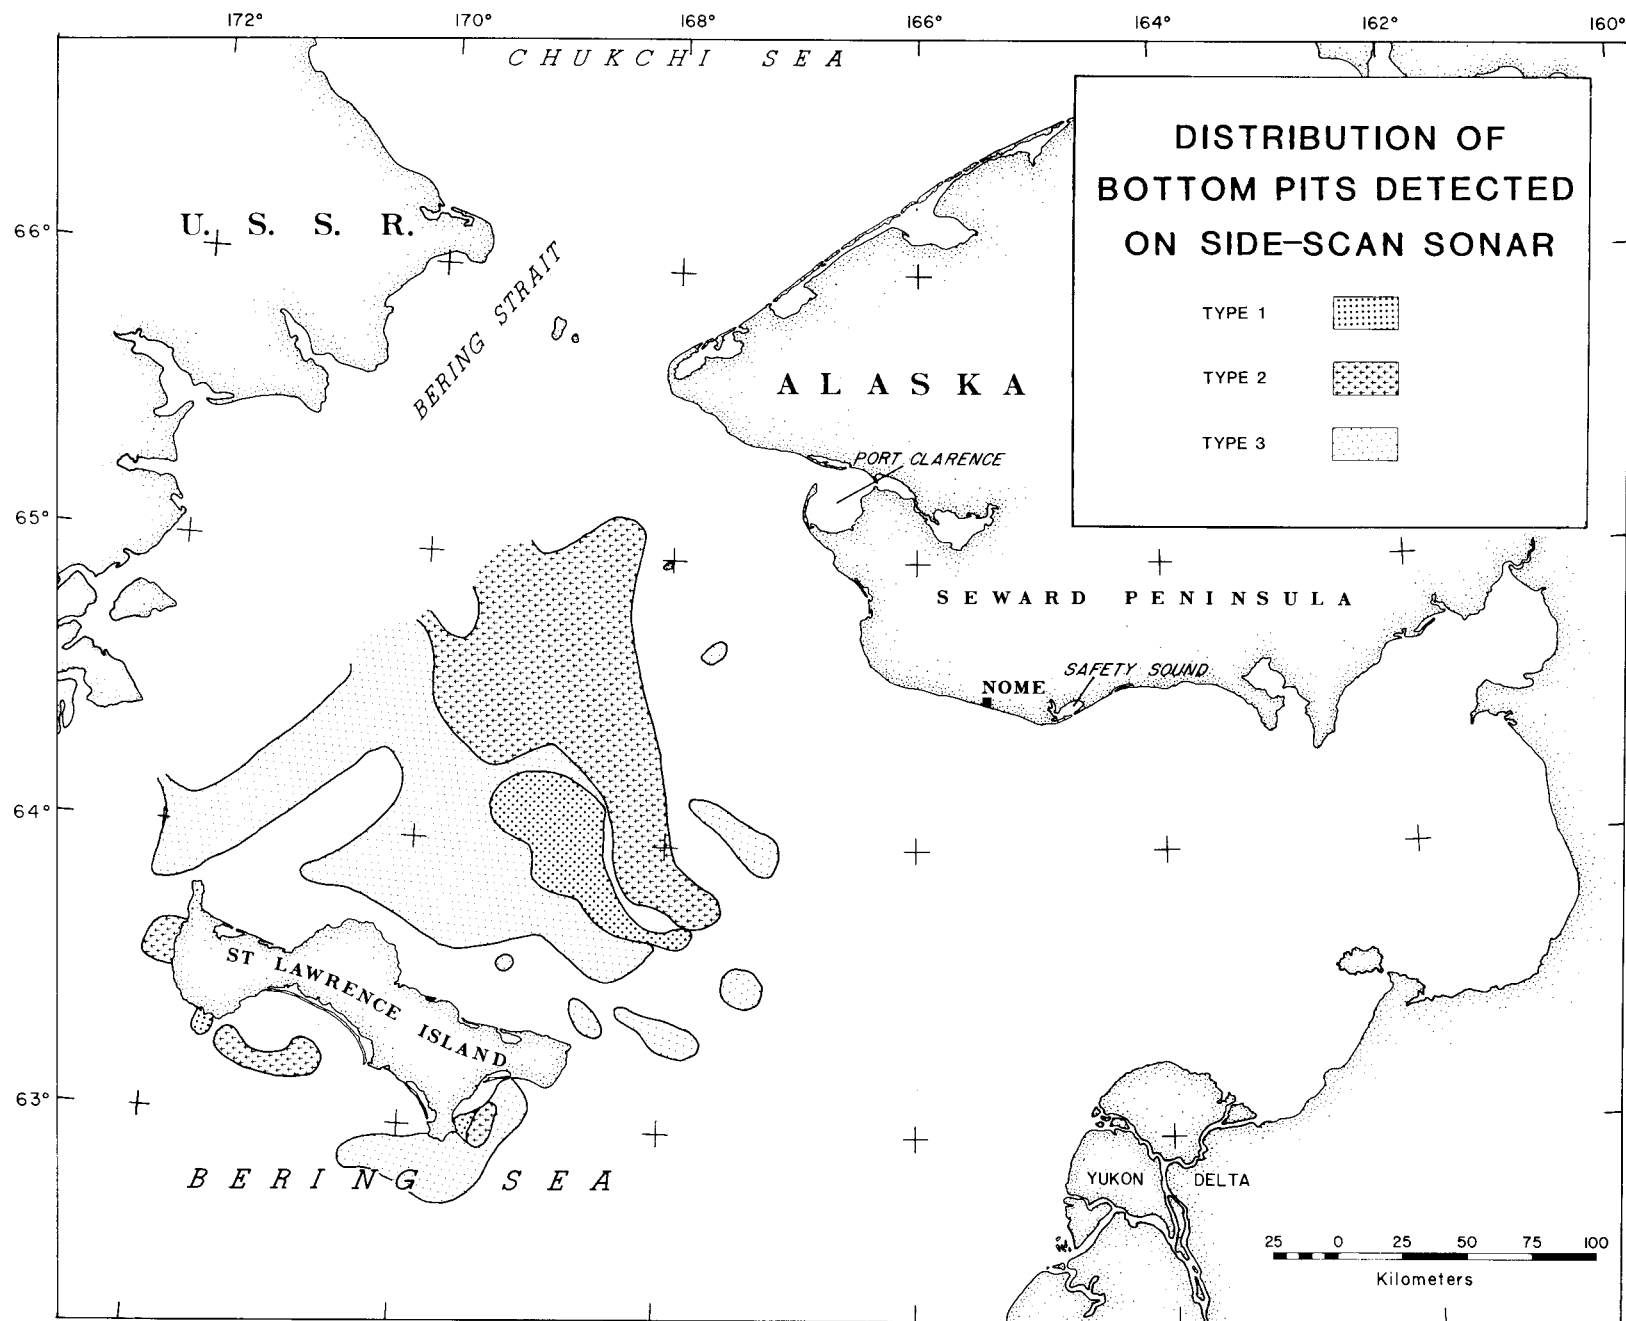 172° 170° 168° 166° 164° 162° 160°
CHUKCHI SEA
DISTRIBUTION OF
BOTTOM PITS DETECTED
ON SIDE-SCAN SONAR
TYPE 1
TYPE 2
TYPE 3
66°
U. S. S. R.
BERING STRAIT
ALASKA
PORT CLARENCE
65°
SEWARD PENINSULA
SAFETY SOUND
NOME
64°
ST LAWRENCE ISLAND
63°
BERING SEA
YUKON DELTA
25 0 25 50 75 100
Kilometers